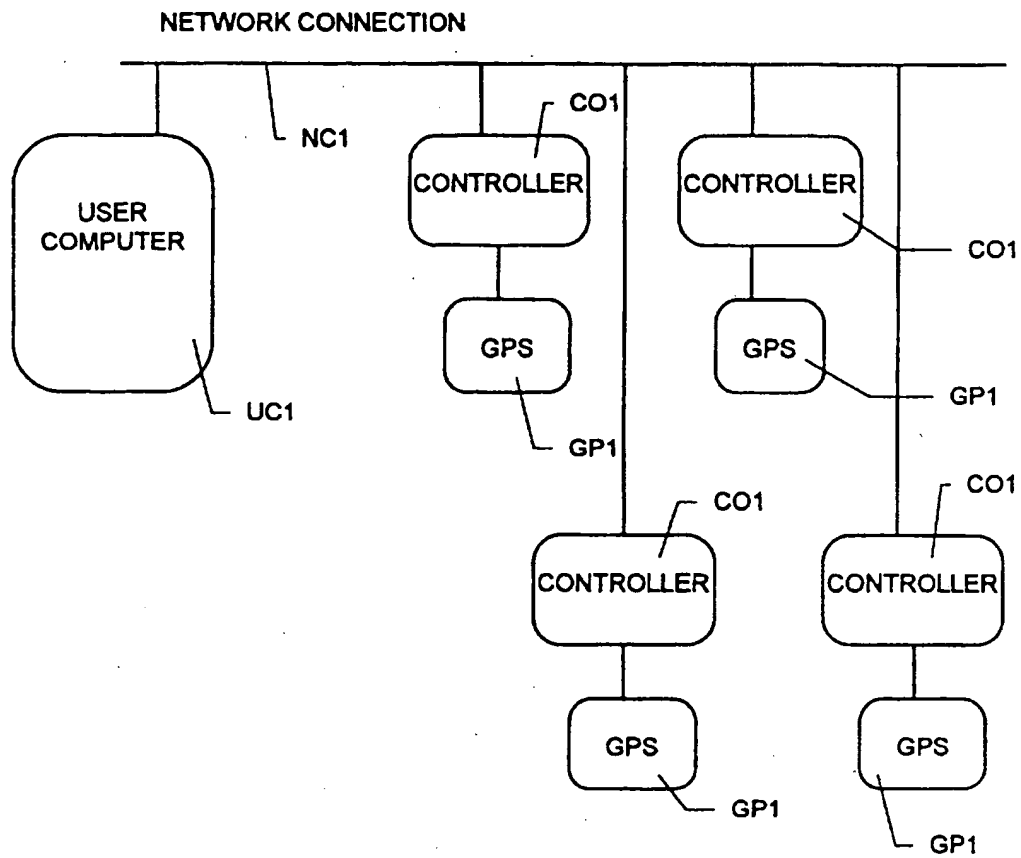 NETWORK CONNECTION
NC1
USER
COMPUTER
UC1
CO1
CONTROLLER
GPS
GP1
CONTROLLER
CO1
GPS
GP1
CO1
CONTROLLER
GPS
GP1
CO1
CONTROLLER
GPS
GP1